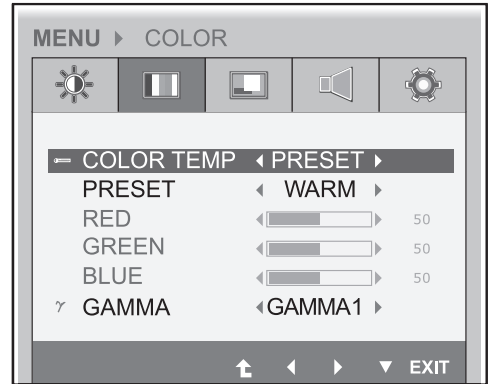 MENU COLOR
COLOR TEMP PRESET
PRESET WARM
RED 50
GREEN 50
BLUE 50
γ GAMMA GAMMA1
EXIT